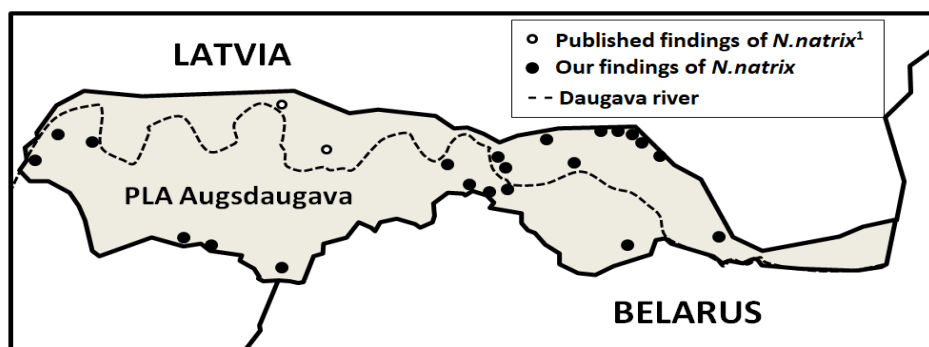 LATVIA
Published findings of N.natrix¹
Our findings of N.natrix
Daugava river
PLA Augsdaugava
BELARUS